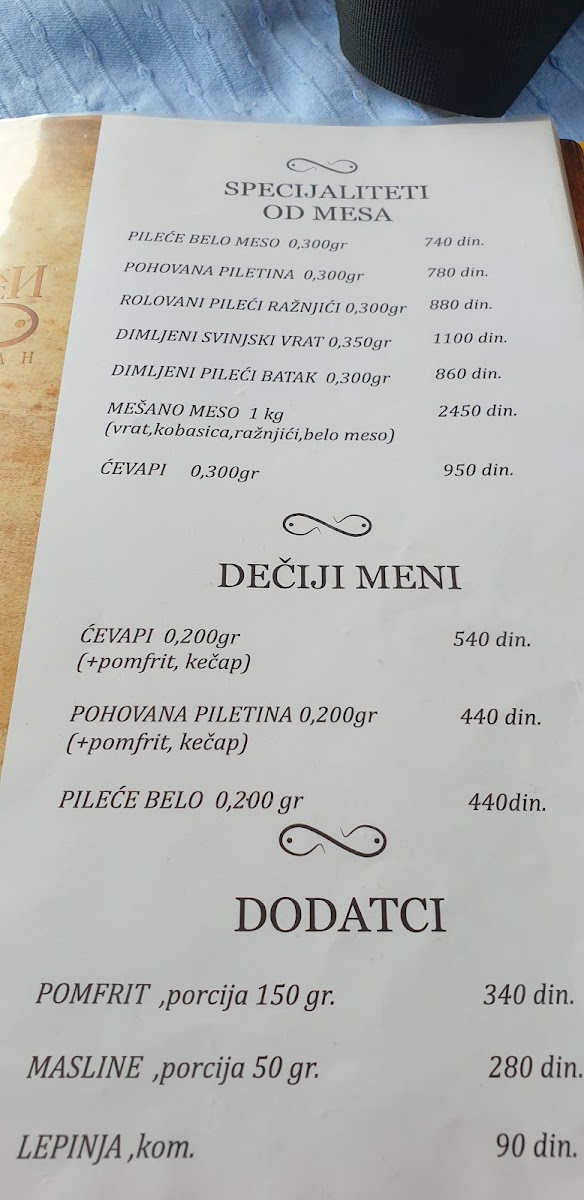 SPECIJALITETI
OD MESA
PILEĆE BELO MESO 0,300gr 740 din.
POHOVANA PILETINA 0,300gr 780 din.
ROLOVANI PILEĆI RAŽNJIĆI 0,300gr 880 din.
DIMLJENI SVINJSKI VRAT 0,350gr 1100 din.
DIMLJENI PILEĆI BATAK 0,300gr 860 din.
MEŠANO MESO 1 kg 2450 din.
(vrat,kobasica,ražnjići,belo meso)
ĆEVAPI 0,300gr 950 din.
DEČIJI MENI
ĆEVAPI 0,200gr 540 din.
(+pomfrit, kečap)
POHOVANA PILETINA 0,200gr 440 din.
(+pomfrit, kečap)
PILEĆE BELO 0,200 gr 440din.
DODATCI
POMFRIT ,porcija 150 gr. 340 din.
MASLINE ,porcija 50 gr. 280 din.
LEPINJA ,kom. 90 din.